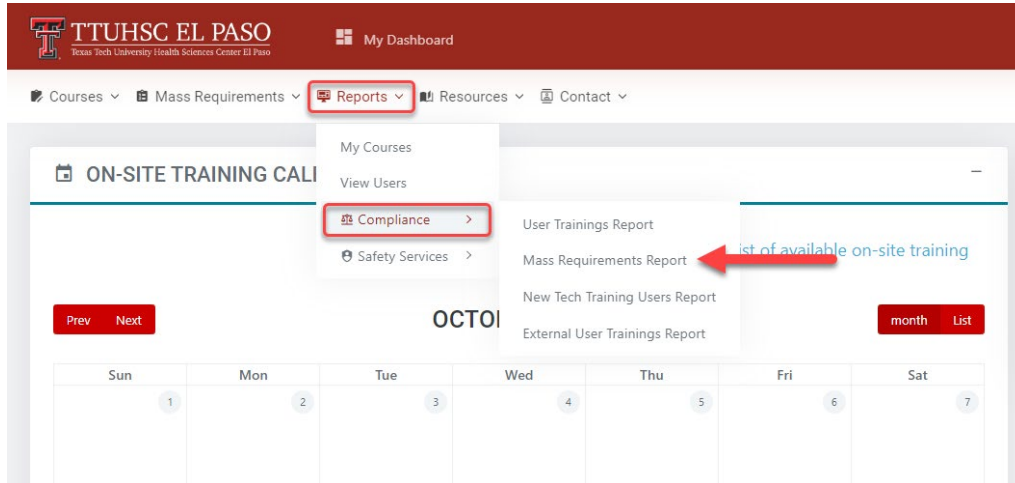 TTUHSC EL PASO
Texas Tech University Health Sciences Center El Paso
My Dashboard
Courses Mass Requirements Reports Resources Contact
My Courses
View Users
Compliance
Safety Services
User Trainings Report
Mass Requirements Report
New Tech Training Users Report
External User Trainings Report
ON-SITE TRAINING CAL
ist of available on-site training
Prev Next
OCTO
month List
Sun Mon Tue Wed Thu Fri Sat
1 2 3 4 5 6 7